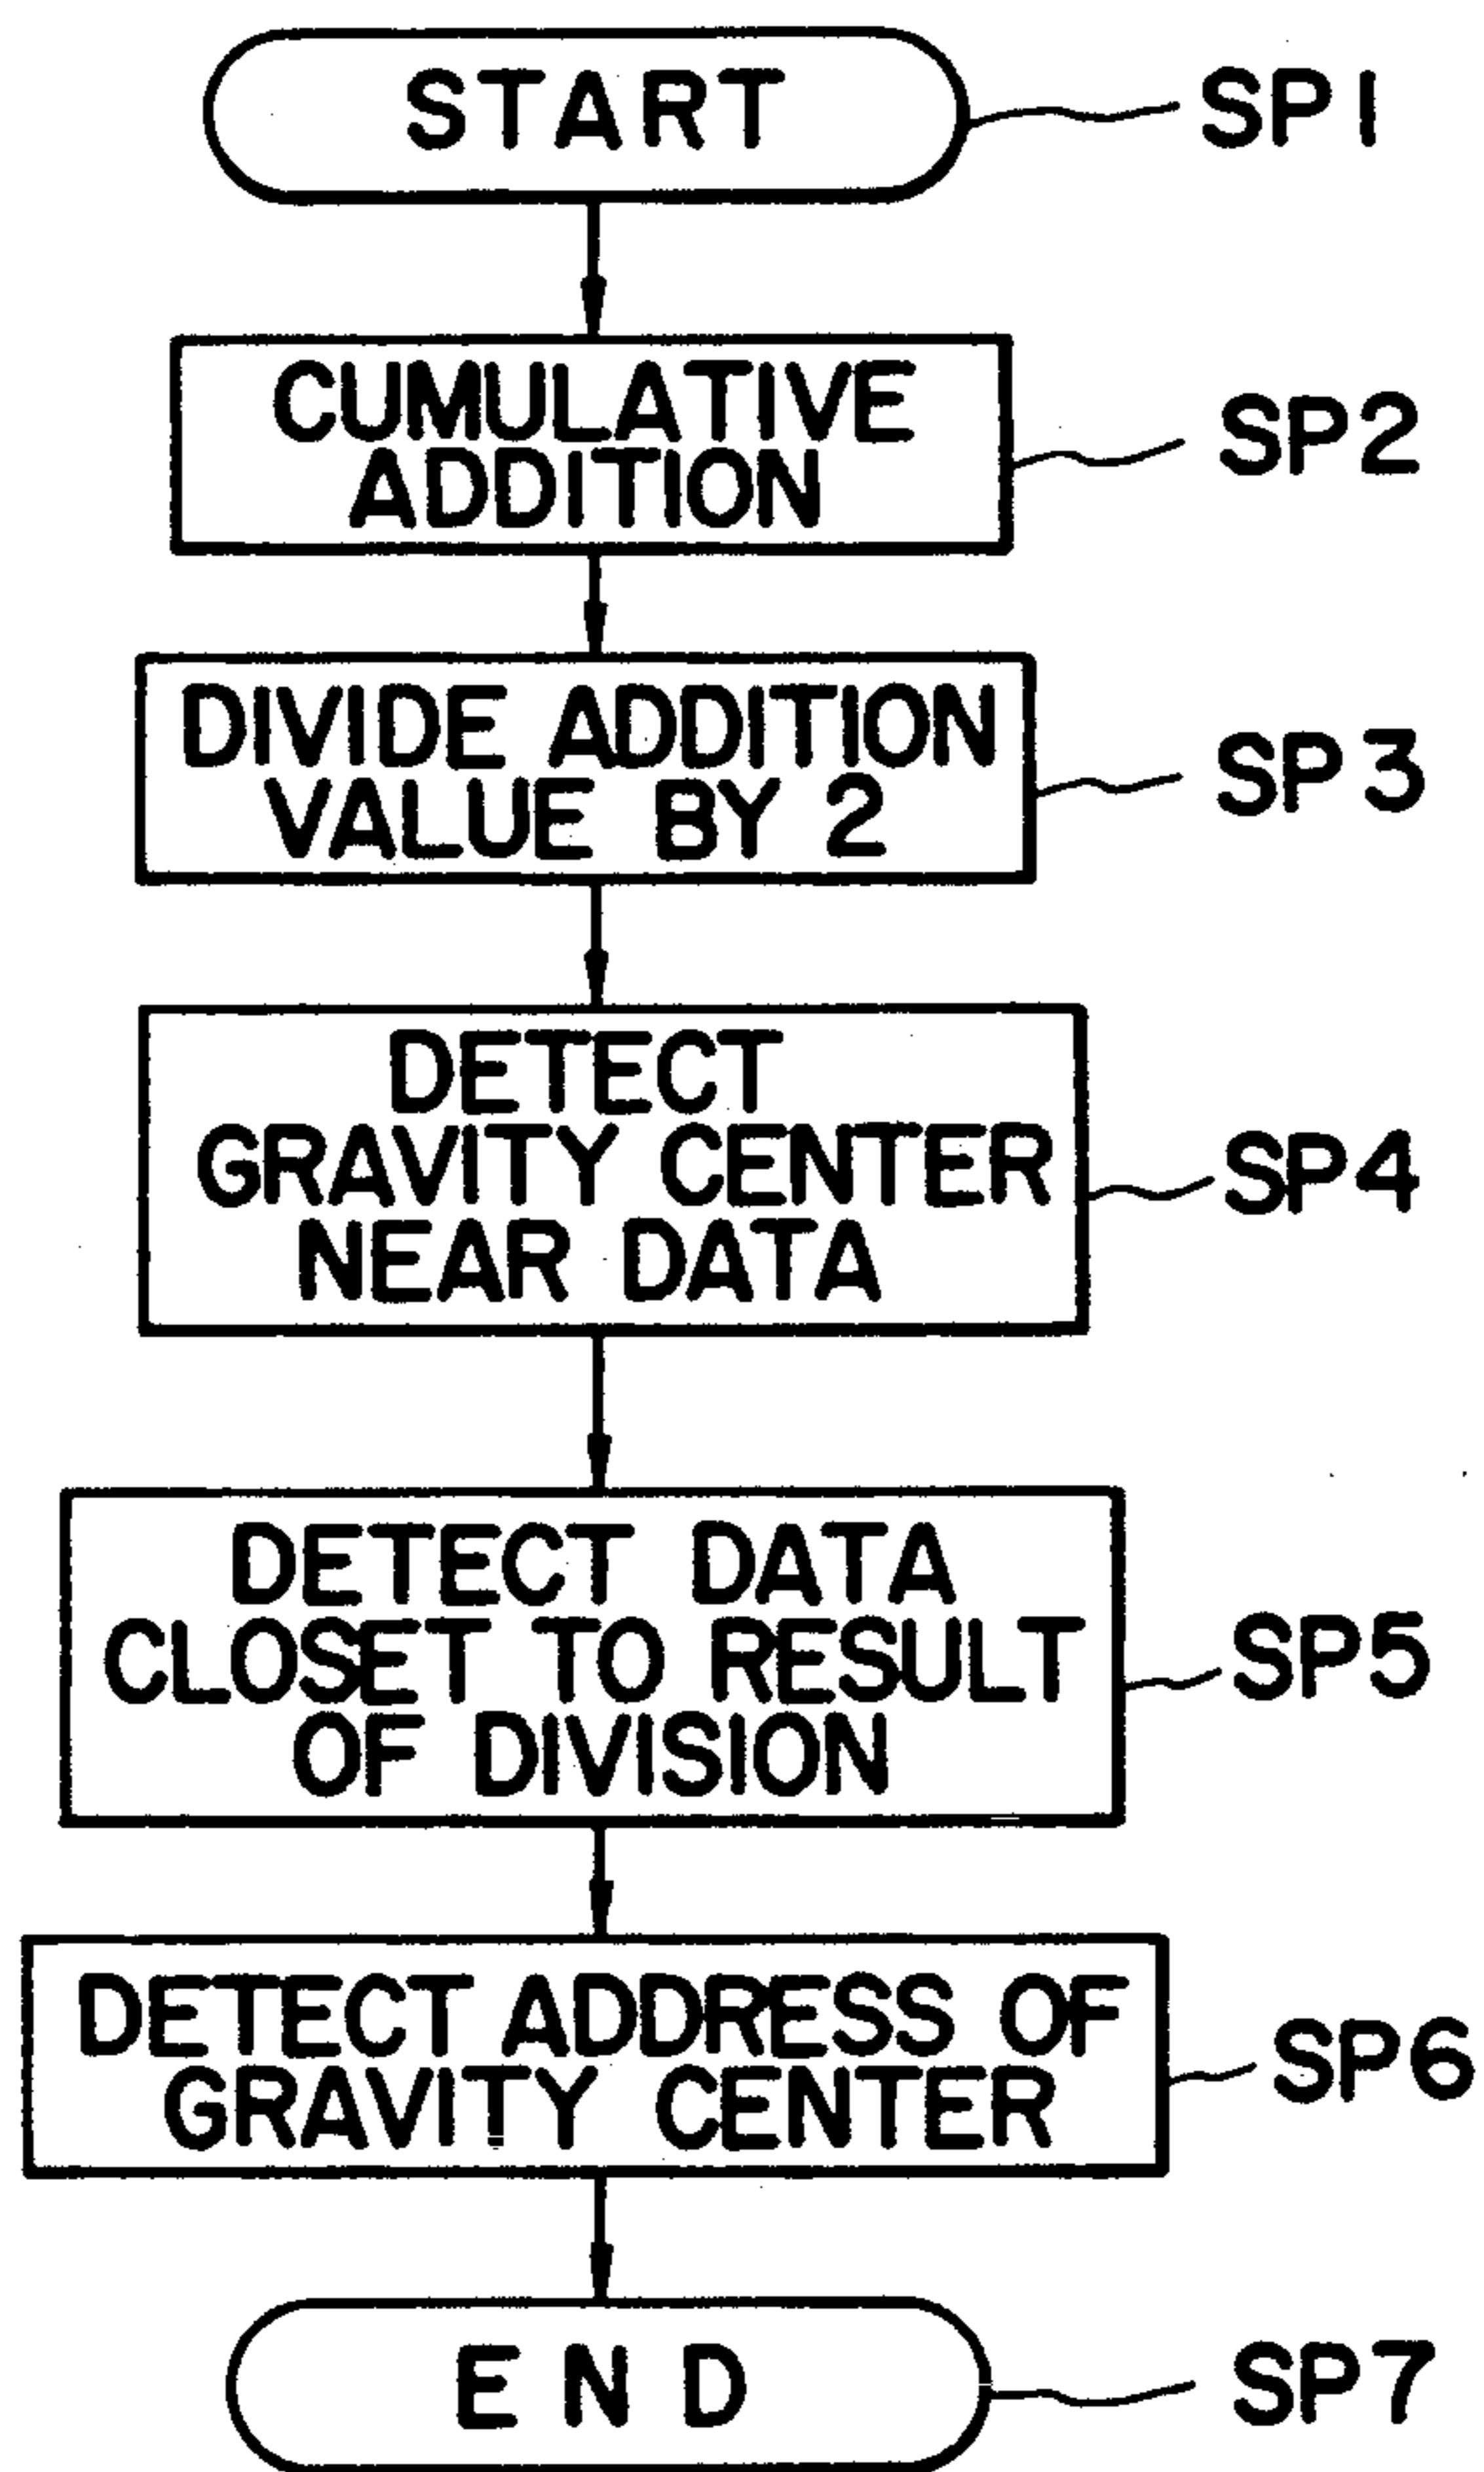 START
SP1
CUMULATIVE
ADDITION
SP2
DIVIDE ADDITION
VALUE BY 2
SP3
DETECT
GRAVITY CENTER
NEAR DATA
SP4
DETECT DATA
CLOSET TO RESULT
OF DIVISION
SP5
DETECT ADDRESS OF
GRAVITY CENTER
SP6
END
SP7